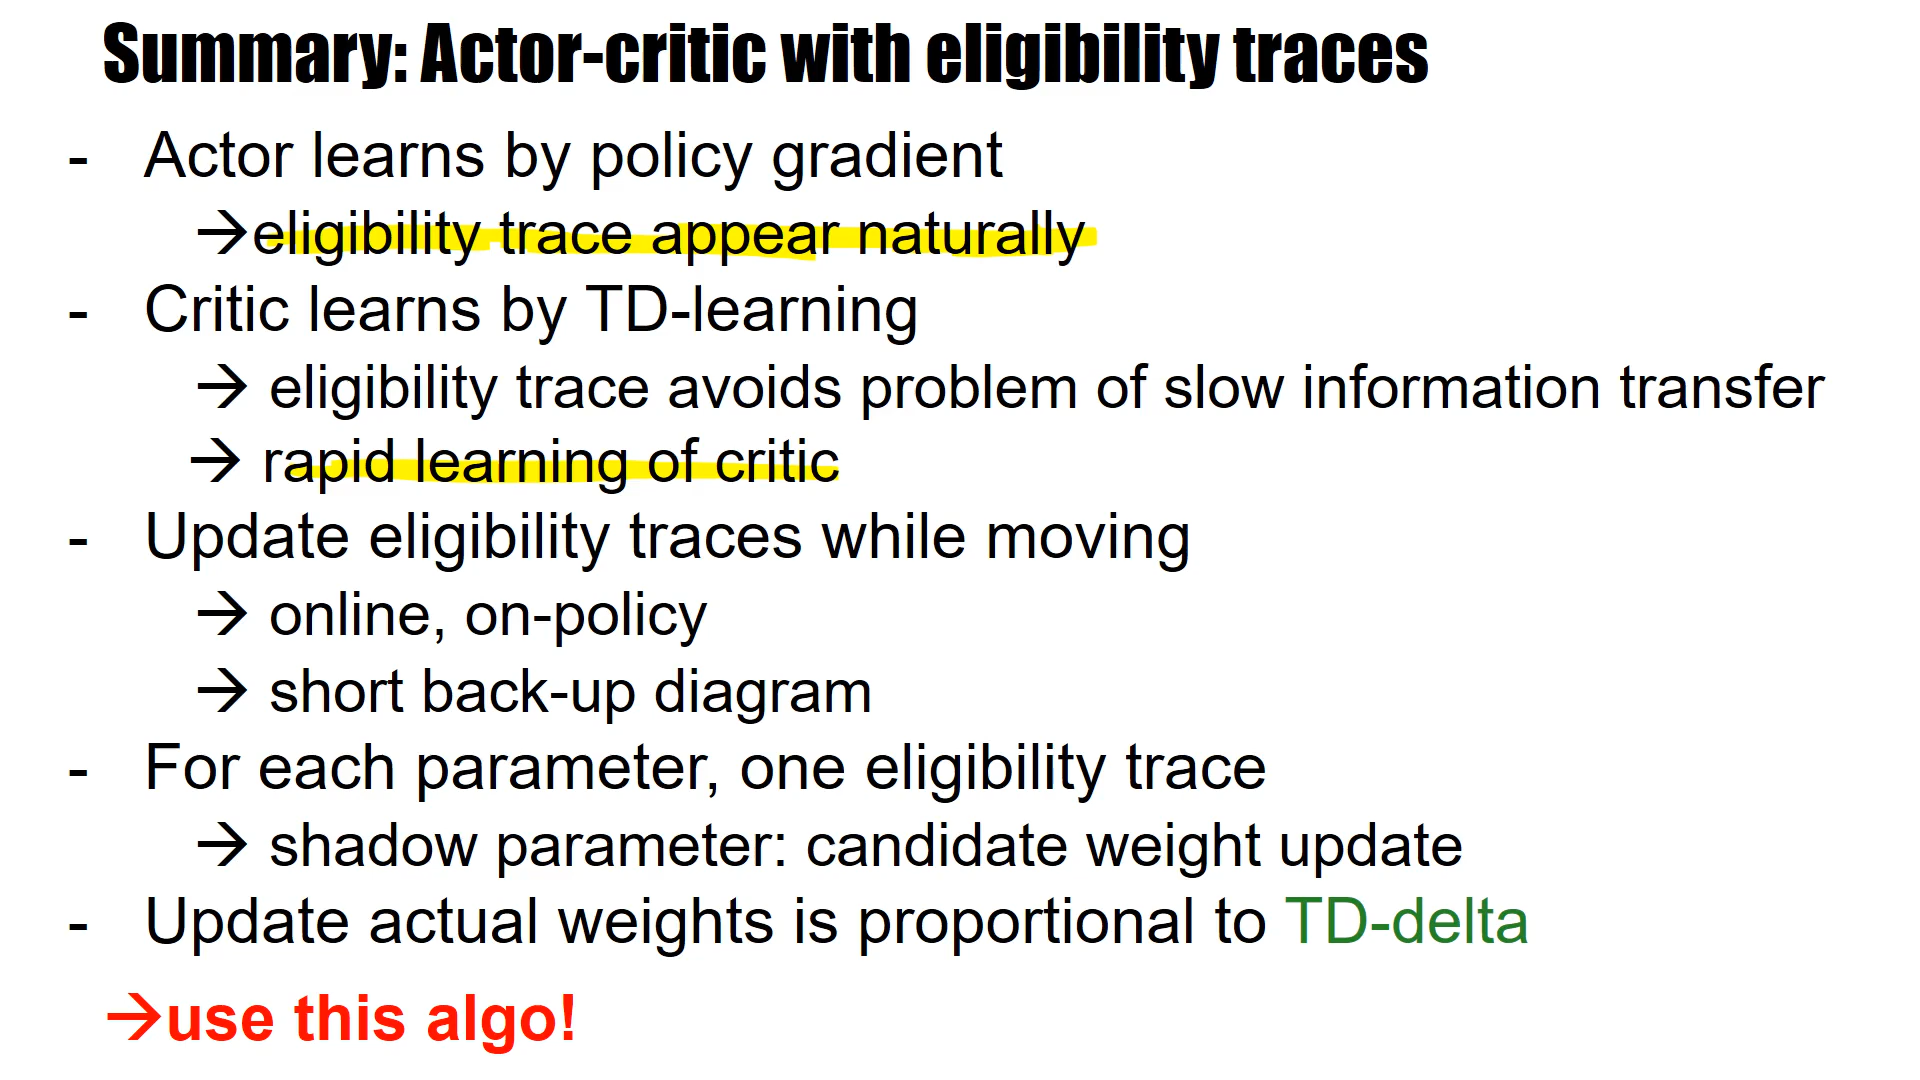 Summary: Actor-critic with eligibility traces
- Actor learns by policy gradient
→eligibility trace appear naturally
- Critic learns by TD-learning
→ eligibility trace avoids problem of slow information transfer
→ rapid learning of critic
- Update eligibility traces while moving
→ online, on-policy
→ short back-up diagram
- For each parameter, one eligibility trace
→ shadow parameter: candidate weight update
- Update actual weights is proportional to TD-delta
→use this algo!